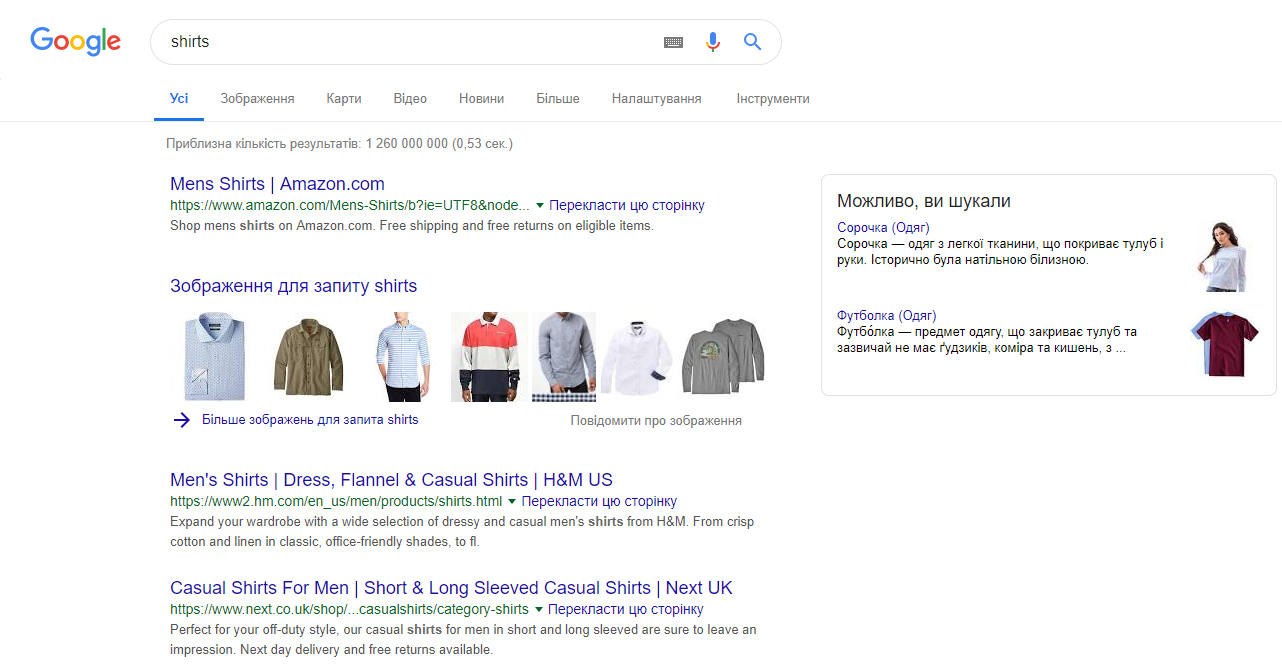 Google
shirts
Усі Зображення Карти Відео Новини Більше Налаштування Інструменти
Приблизна кількість результатів: 1 260 000 000 (0,53 сек.)
Mens Shirts | Amazon.com
https://www.amazon.com/Mens-Shirts/b?ie=UTF8&node... ▼ Перекласти цю сторінку
Shop mens shirts on Amazon.com. Free shipping and free returns on eligible items.
Зображення для запиту shirts
Більше зображень для запита shirts
Повідомити про зображення
Men's Shirts | Dress, Flannel & Casual Shirts | H&M US
https://www2.hm.com/en_us/men/products/shirts.html ▼ Перекласти цю сторінку
Expand your wardrobe with a wide selection of dressy and casual men's shirts from H&M. From crisp
cotton and linen in classic, office-friendly shades, to fl.
Casual Shirts For Men | Short & Long Sleeved Casual Shirts | Next UK
https://www.next.co.uk/shop/...casualshirts/category-shirts ▼ Перекласти цю сторінку
Perfect for your off-duty style, our casual shirts for men in short and long sleeved are sure to leave an
impression. Next day delivery and free returns available.
Можливо, ви шукали
Сорочка (Одяг)
Сорочка — одяг з легкої тканини, що покриває тулуб і
руки. Історично була натільною білизною.
Футболка (Одяг)
Футбо́лка — предмет одягу, що закриває тулуб та
зазвичай не має ґудзиків, коміра та кишень, з ...